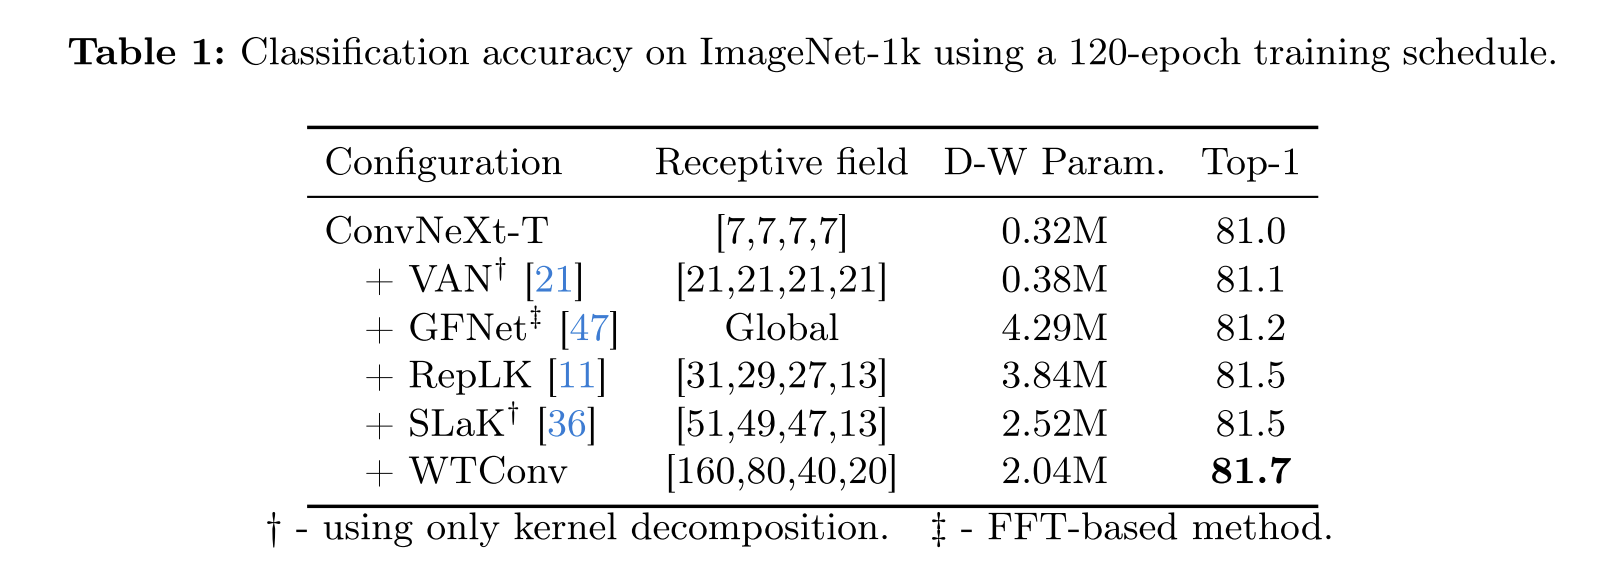 Table 1: Classification accuracy on ImageNet-1k using a 120-epoch training schedule.
Configuration Receptive field D-W Param. Top-1
ConvNeXt-T [7,7,7,7] 0.32M 81.0
+ VAN† [21] [21,21,21,21] 0.38M 81.1
+ GFNet‡ [47] Global 4.29M 81.2
+ RepLK [11] [31,29,27,13] 3.84M 81.5
+ SLaK† [36] [51,49,47,13] 2.52M 81.5
+ WTConv [160,80,40,20] 2.04M 81.7
† - using only kernel decomposition. ‡ - FFT-based method.